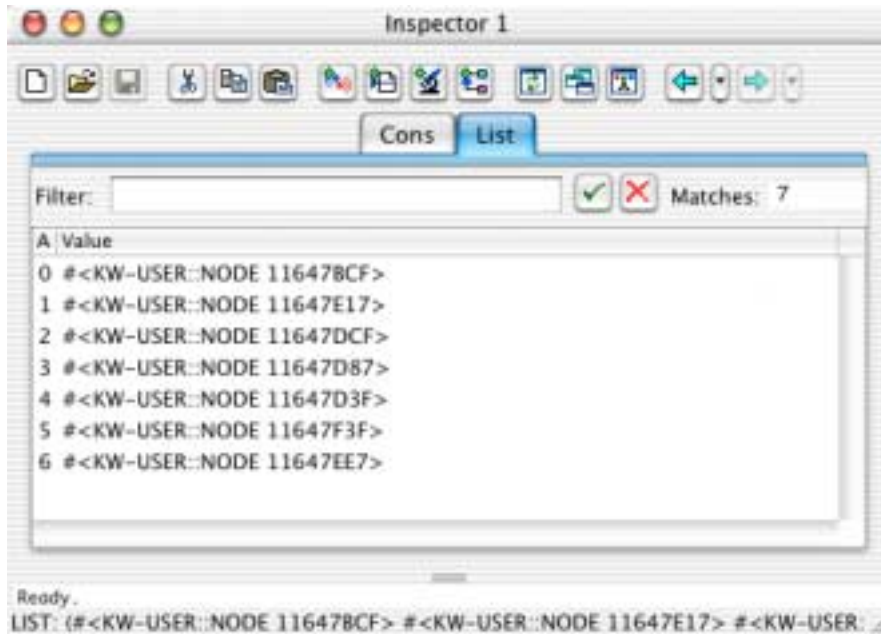 Inspector 1
Cons List
Filter: Matches: 7
A Value
0 #<KW-USER::NODE 11647BCF>
1 #<KW-USER::NODE 11647E17>
2 #<KW-USER::NODE 11647DCF>
3 #<KW-USER::NODE 11647D87>
4 #<KW-USER::NODE 11647D3F>
5 #<KW-USER::NODE 11647F3F>
6 #<KW-USER::NODE 11647EE7>
Ready.
LIST: (#<KW-USER::NODE 11647BCF> #<KW-USER::NODE 11647E17> #<KW-USER: